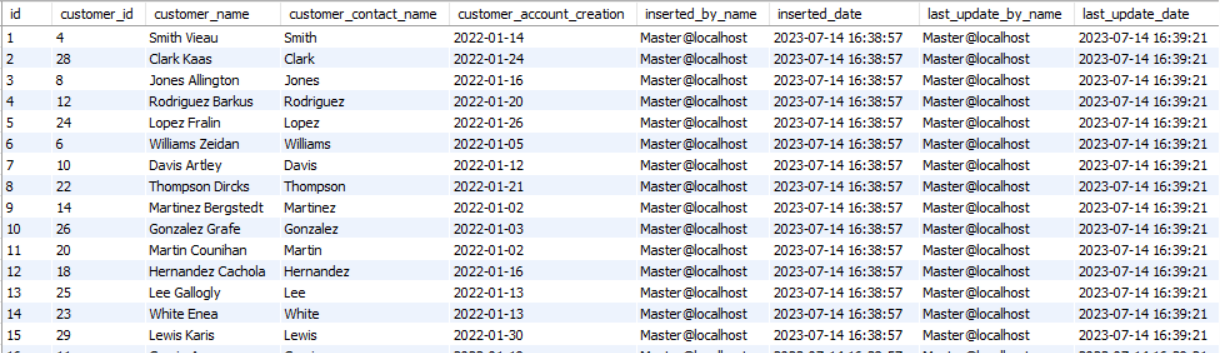 id customer_id customer_name customer_contact_name customer_account_creation inserted_by_name inserted_date last_update_by_name last_update_date
1 4 Smith Vieau Smith 2022-01-14 Master@localhost 2023-07-14 16:38:57 Master@localhost 2023-07-14 16:39:21
2 28 Clark Kaas Clark 2022-01-24 Master@localhost 2023-07-14 16:38:57 Master@localhost 2023-07-14 16:39:21
3 8 Jones Allington Jones 2022-01-16 Master@localhost 2023-07-14 16:38:57 Master@localhost 2023-07-14 16:39:21
4 12 Rodriguez Barkus Rodriguez 2022-01-20 Master@localhost 2023-07-14 16:38:57 Master@localhost 2023-07-14 16:39:21
5 24 Lopez Fralin Lopez 2022-01-26 Master@localhost 2023-07-14 16:38:57 Master@localhost 2023-07-14 16:39:21
6 6 Williams Zeidan Williams 2022-01-05 Master@localhost 2023-07-14 16:38:57 Master@localhost 2023-07-14 16:39:21
7 10 Davis Artley Davis 2022-01-12 Master@localhost 2023-07-14 16:38:57 Master@localhost 2023-07-14 16:39:21
8 22 Thompson Dircks Thompson 2022-01-21 Master@localhost 2023-07-14 16:38:57 Master@localhost 2023-07-14 16:39:21
9 14 Martinez Bergstedt Martinez 2022-01-02 Master@localhost 2023-07-14 16:38:57 Master@localhost 2023-07-14 16:39:21
10 26 Gonzalez Grafe Gonzalez 2022-01-03 Master@localhost 2023-07-14 16:38:57 Master@localhost 2023-07-14 16:39:21
11 20 Martin Counihan Martin 2022-01-02 Master@localhost 2023-07-14 16:38:57 Master@localhost 2023-07-14 16:39:21
12 18 Hernandez Cachola Hernandez 2022-01-16 Master@localhost 2023-07-14 16:38:57 Master@localhost 2023-07-14 16:39:21
13 25 Lee Gallogly Lee 2022-01-13 Master@localhost 2023-07-14 16:38:57 Master@localhost 2023-07-14 16:39:21
14 23 White Enea White 2022-01-13 Master@localhost 2023-07-14 16:38:57 Master@localhost 2023-07-14 16:39:21
15 29 Lewis Karis Lewis 2022-01-30 Master@localhost 2023-07-14 16:38:57 Master@localhost 2023-07-14 16:39:21